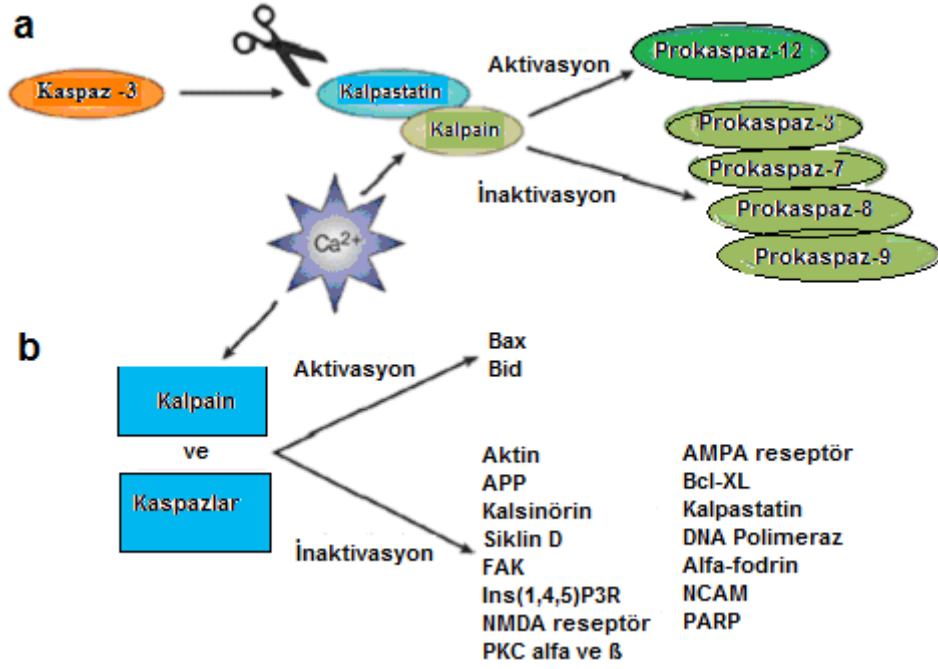 a
Kaspaz -3
Kalpastatin
Kalpain
Aktivasyon
İnaktivasyon
Prokaspaz-12
Prokaspaz-3
Prokaspaz-7
Prokaspaz-8
Prokaspaz-9
Ca2+
b
Kalpain
ve
Kaspazlar
Aktivasyon
İnaktivasyon
Bax
Bid
Aktin
APP
Kalsinörin
Siklin D
FAK
Ins(1,4,5)P3R
NMDA reseptör
PKC alfa ve ß
AMPA reseptör
Bcl-XL
Kalpastatin
DNA Polimeraz
Alfa-fodrin
NCAM
PARP